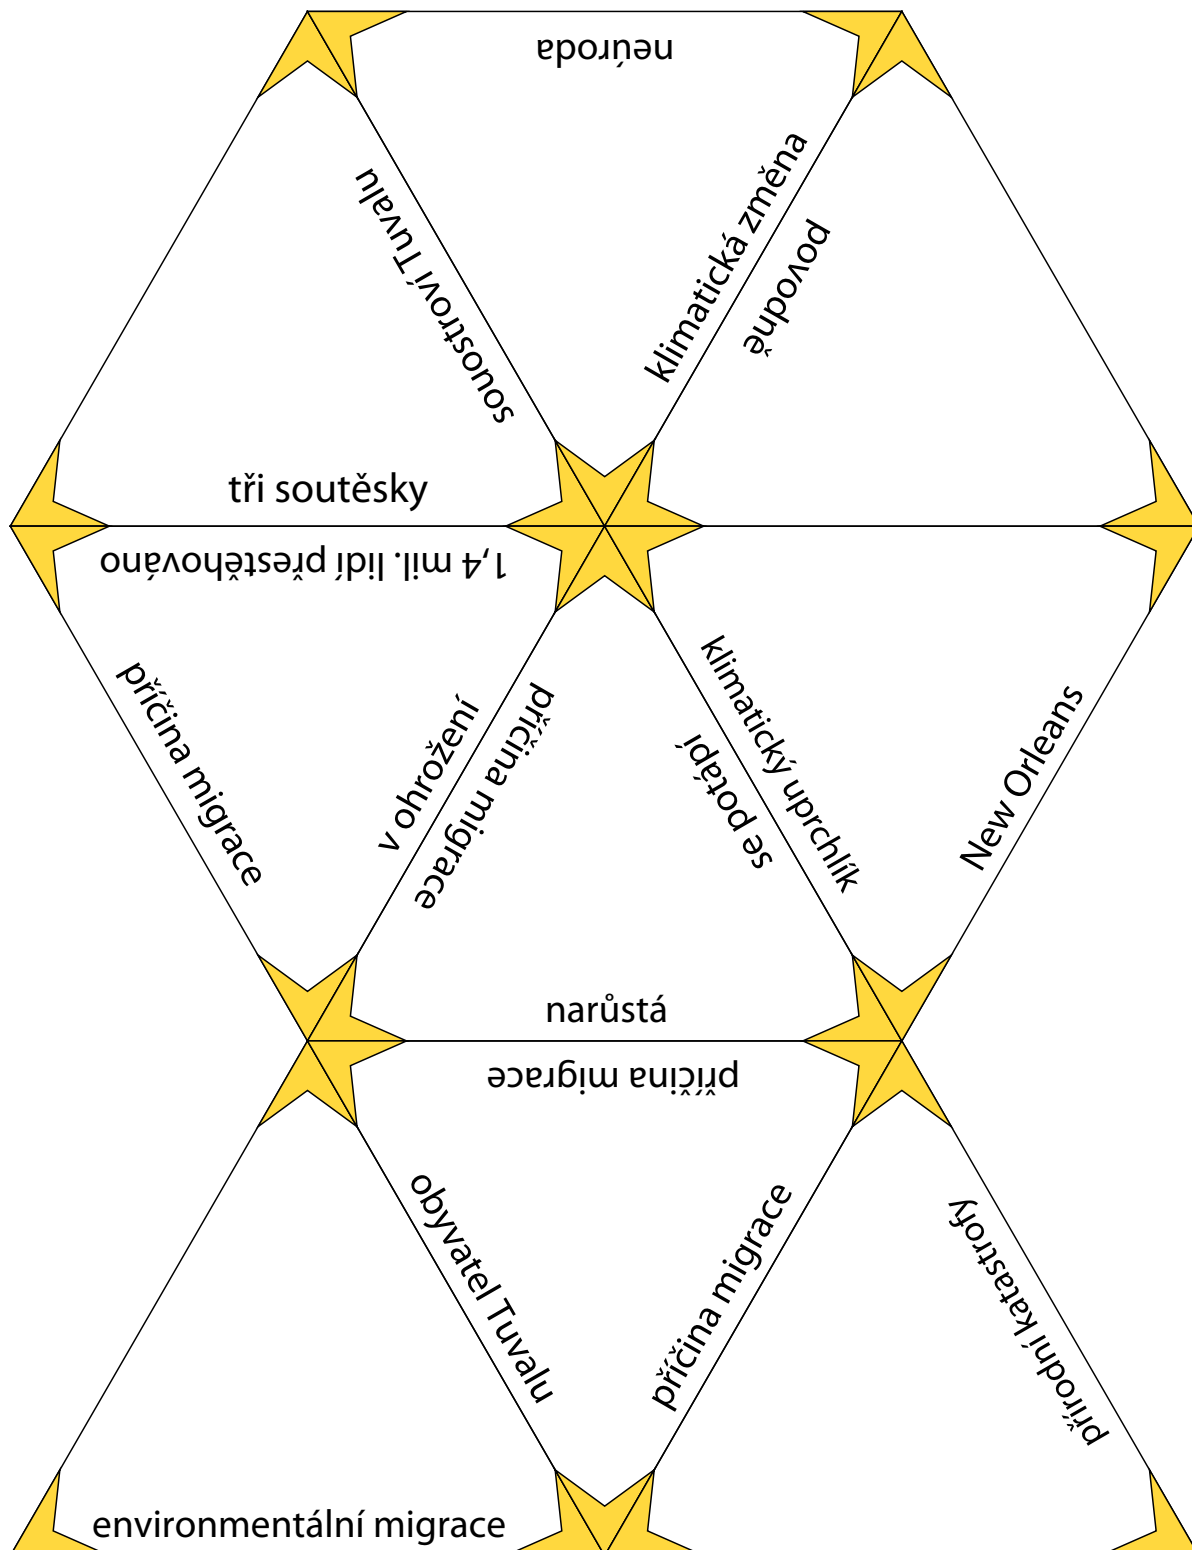 neúroda
souostroví Tuvalu
klimatická změna
povodně
tři soutěsky
1,4 mil. lidí přestěhováno
příčina migrace
v ohrožení
příčina migrace
se potápí
klimatický uprchlík
New Orleans
narůstá
příčina migrace
obyvatel Tuvalu
příčina migrace
přírodní katastrofy
environmentální migrace